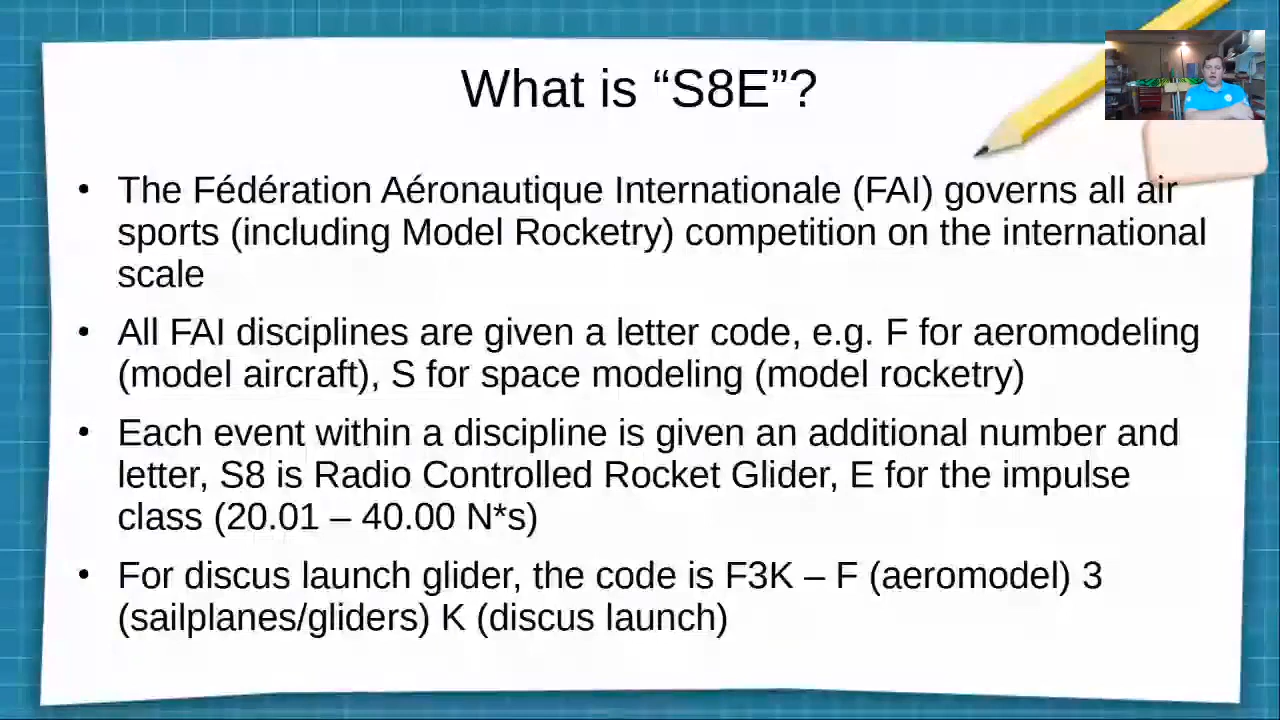 What is “S8E”?
• The Fédération Aéronautique Internationale (FAI) governs all air
sports (including Model Rocketry) competition on the international
scale
• All FAI disciplines are given a letter code, e.g. F for aeromodeling
(model aircraft), S for space modeling (model rocketry)
• Each event within a discipline is given an additional number and
letter, S8 is Radio Controlled Rocket Glider, E for the impulse
class (20.01 – 40.00 N*s)
• For discus launch glider, the code is F3K – F (aeromodel) 3
(sailplanes/gliders) K (discus launch)